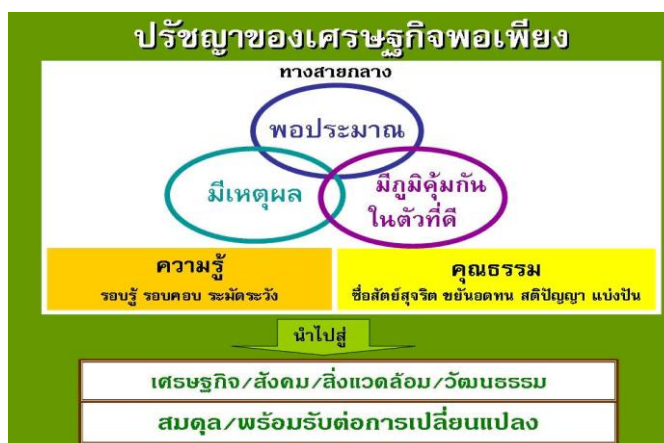 ปรัชญาของเศรษฐกิจพอเพียง
ทางสายกลาง
พอประมาณ
มีเหตุผล
มีภูมิคุ้มกัน
ในตัวที่ดี
ความรู้
รอบรู้ รอบคอบ ระมัดระวัง
คุณธรรม
ซื่อสัตย์สุจริต ขยันอดทน สติปัญญา แบ่งปัน
นำไปสู่
เศรษฐกิจ/สังคม/สิ่งแวดล้อม/วัฒนธรรม
สมดุล/พร้อมรับต่อการเปลี่ยนแปลง